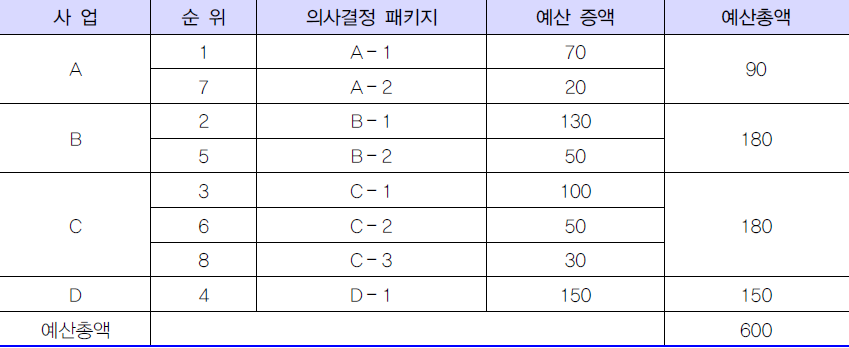 사 업 순 위 의사결정 패키지 예산 증액 예산총액
A 1 A - 1 70 90
7 A - 2 20
B 2 B - 1 130 180
5 B - 2 50
C 3 C - 1 100 180
6 C - 2 50
8 C - 3 30
D 4 D - 1 150 150
예산총액 600